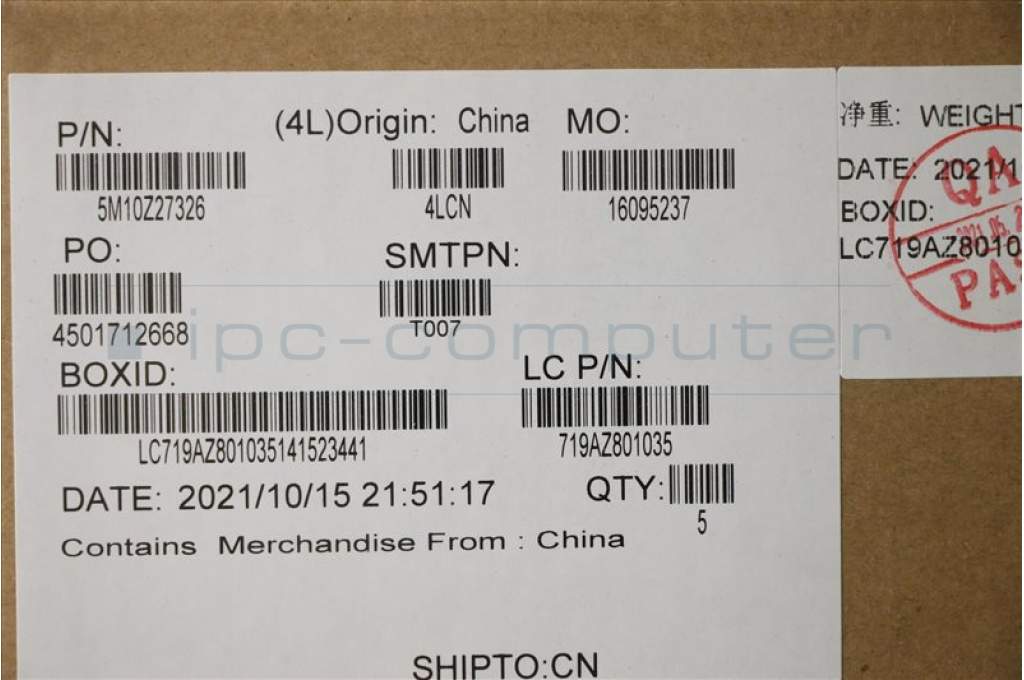 P/N:
5M10Z27326
(4L)Origin: China
4LCN
MO:
16095237
PO:
4501712668
SMTPN:
T007
BOXID:
LC719AZ801035141523441
LC P/N:
719AZ801035
DATE: 2021/10/15 21:51:17
QTY:
5
Contains Merchandise From : China
SHIPTO:CN
净重: WEIGHT
DATE: 2021/1
BOXID:
LC719AZ8010
QA
PAS
ipc-computer